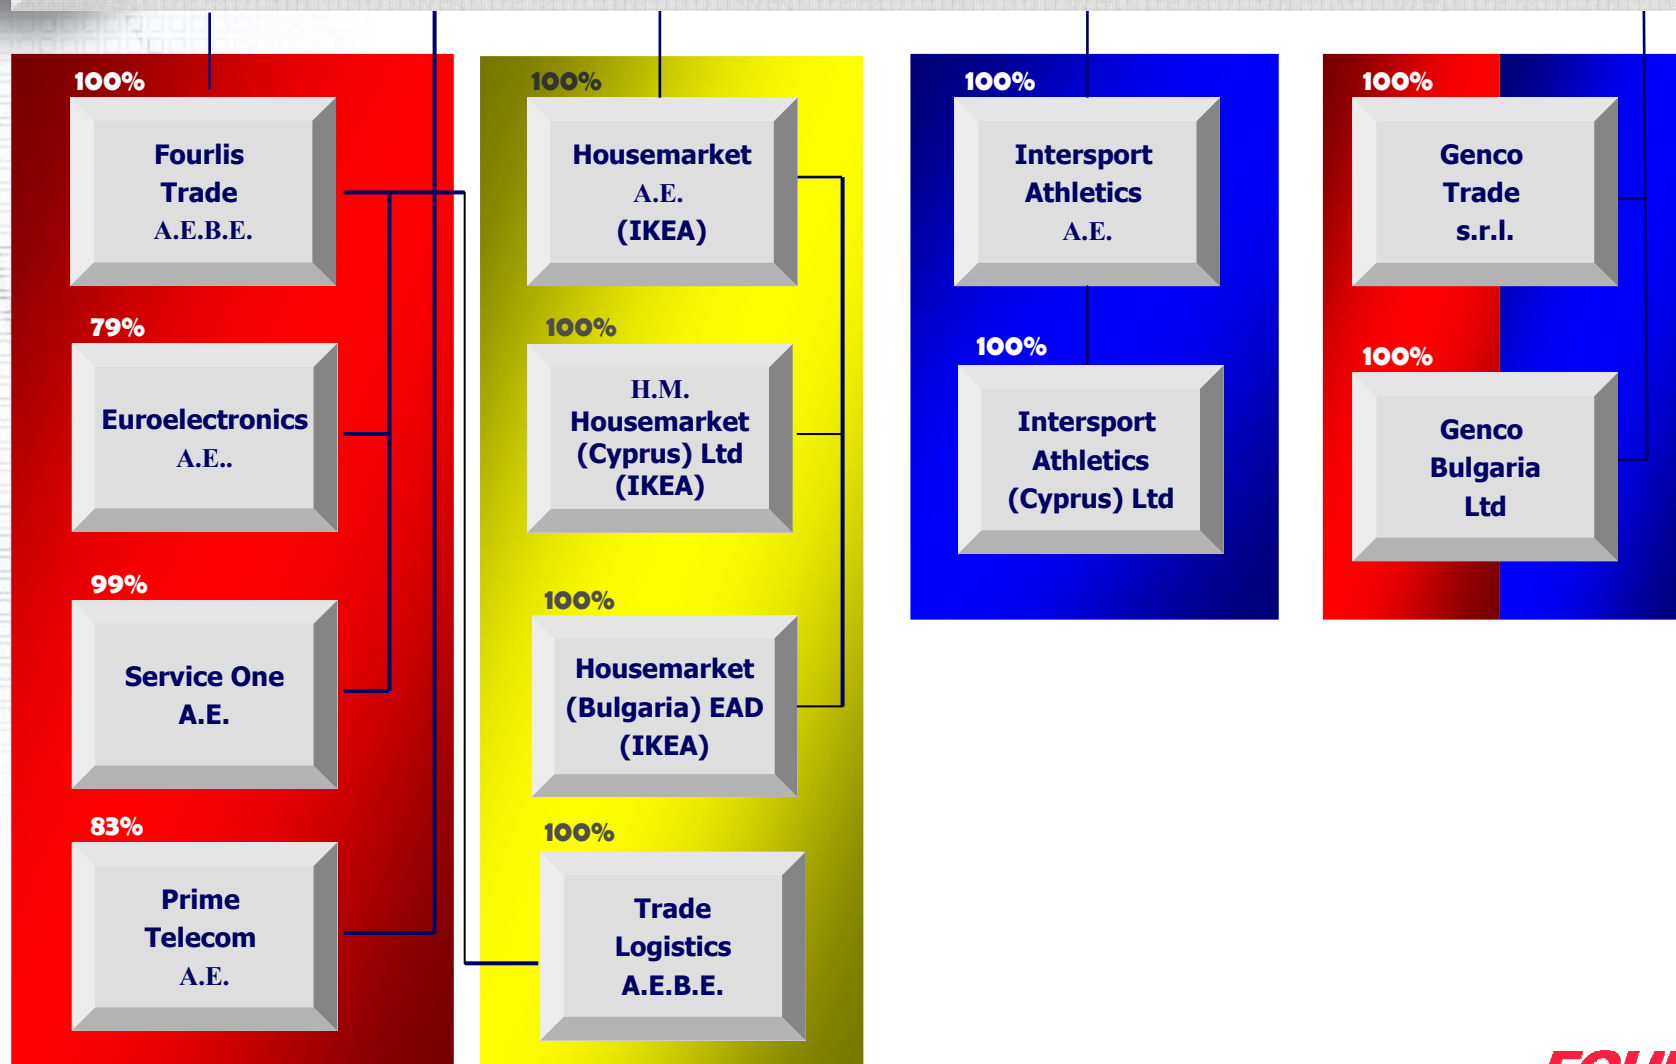 100%
Fourlis
Trade
A.E.B.E.
79%
Euroelectronics
A.E..
99%
Service One
A.E.
83%
Prime
Telecom
A.E.
100%
Housemarket
A.E.
(IKEA)
100%
H.M.
Housemarket
(Cyprus) Ltd
(IKEA)
100%
Housemarket
(Bulgaria) EAD
(IKEA)
100%
Trade
Logistics
A.E.B.E.
100%
Intersport
Athletics
A.E.
100%
Intersport
Athletics
(Cyprus) Ltd
100%
Genco
Trade
s.r.l.
100%
Genco
Bulgaria
Ltd